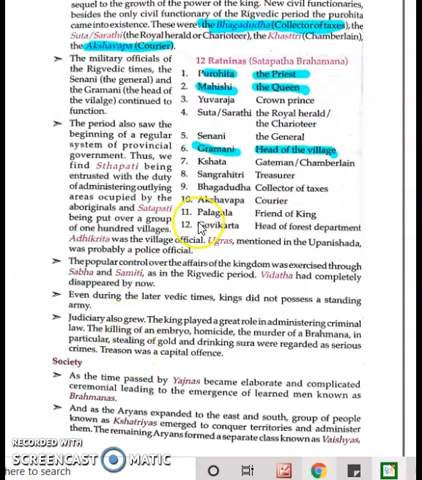 sequel to the growth of the power of the king. New civil functionaries,
besides the only civil functionary of the Rigvedic period the purohita
came into existence. These were: the Bhagadudha (Collector of taxes), the
Suta/Sarathi (the Royal herald or Charioteer), the Khasttri (Chamberlain),
the Akshavapa (Courier).
➤ The military officials of
the Rigvedic times, the
Senani (the general) and
the Gramani (the head of
the vilalge) continued to
function.
➤ The period also saw the
beginning of a regular
system of provincial
government. Thus, we
find Sthapati being
entrusted with the duty
of administering outlying
areas ocupied by the
aboriginals and Satapati
being put over a group
of one hundred villages.
12 Ratninas (Satapatha Brahamana)
1. Purohita the Priest
2. Mahishi the Queen
3. Yuvaraja Crown prince
4. Suta/Sarathi the Royal herald/
the Charioteer
5. Senani the General
6. Gramani Head of the village
7. Kshata Gateman/Chamberlain
8. Sangrahitri Treasurer
9. Bhagadudha Collector of taxes
10. Akshavapa Courier
11. Palagala Friend of King
12. Govikarta Head of forest department
Adhikrita was the village official. Ugras, mentioned in the Upanishada,
was probably a police official.
➤ The popular control over the affairs of the kingdom was exercised through
Sabha and Samiti, as in the Rigvedic period. Vidatha had completely
disappeared by now.
➤ Even during the later vedic times, kings did not possess a standing
army.
➤ Judiciary also grew. The king played a great role in administering criminal
law. The killing of an embryo, homicide, the murder of a Brahmana, in
particular, stealing of gold and drinking sura were regarded as serious
crimes. Treason was a capital offence.
Society
➤ As the time passed by Yajnas became elaborate and complicated
ceremonial leading to the emergence of learned men known as
Brahmanas.
➤ And as the Aryans expanded to the east and south, group of people
known as Kshatriyas emerged to conquer territories and administer
them. The remaining Aryans formed a separate class known as Vaishyas,
RECORDED WITH
SCREENCAST MATIC
here to search